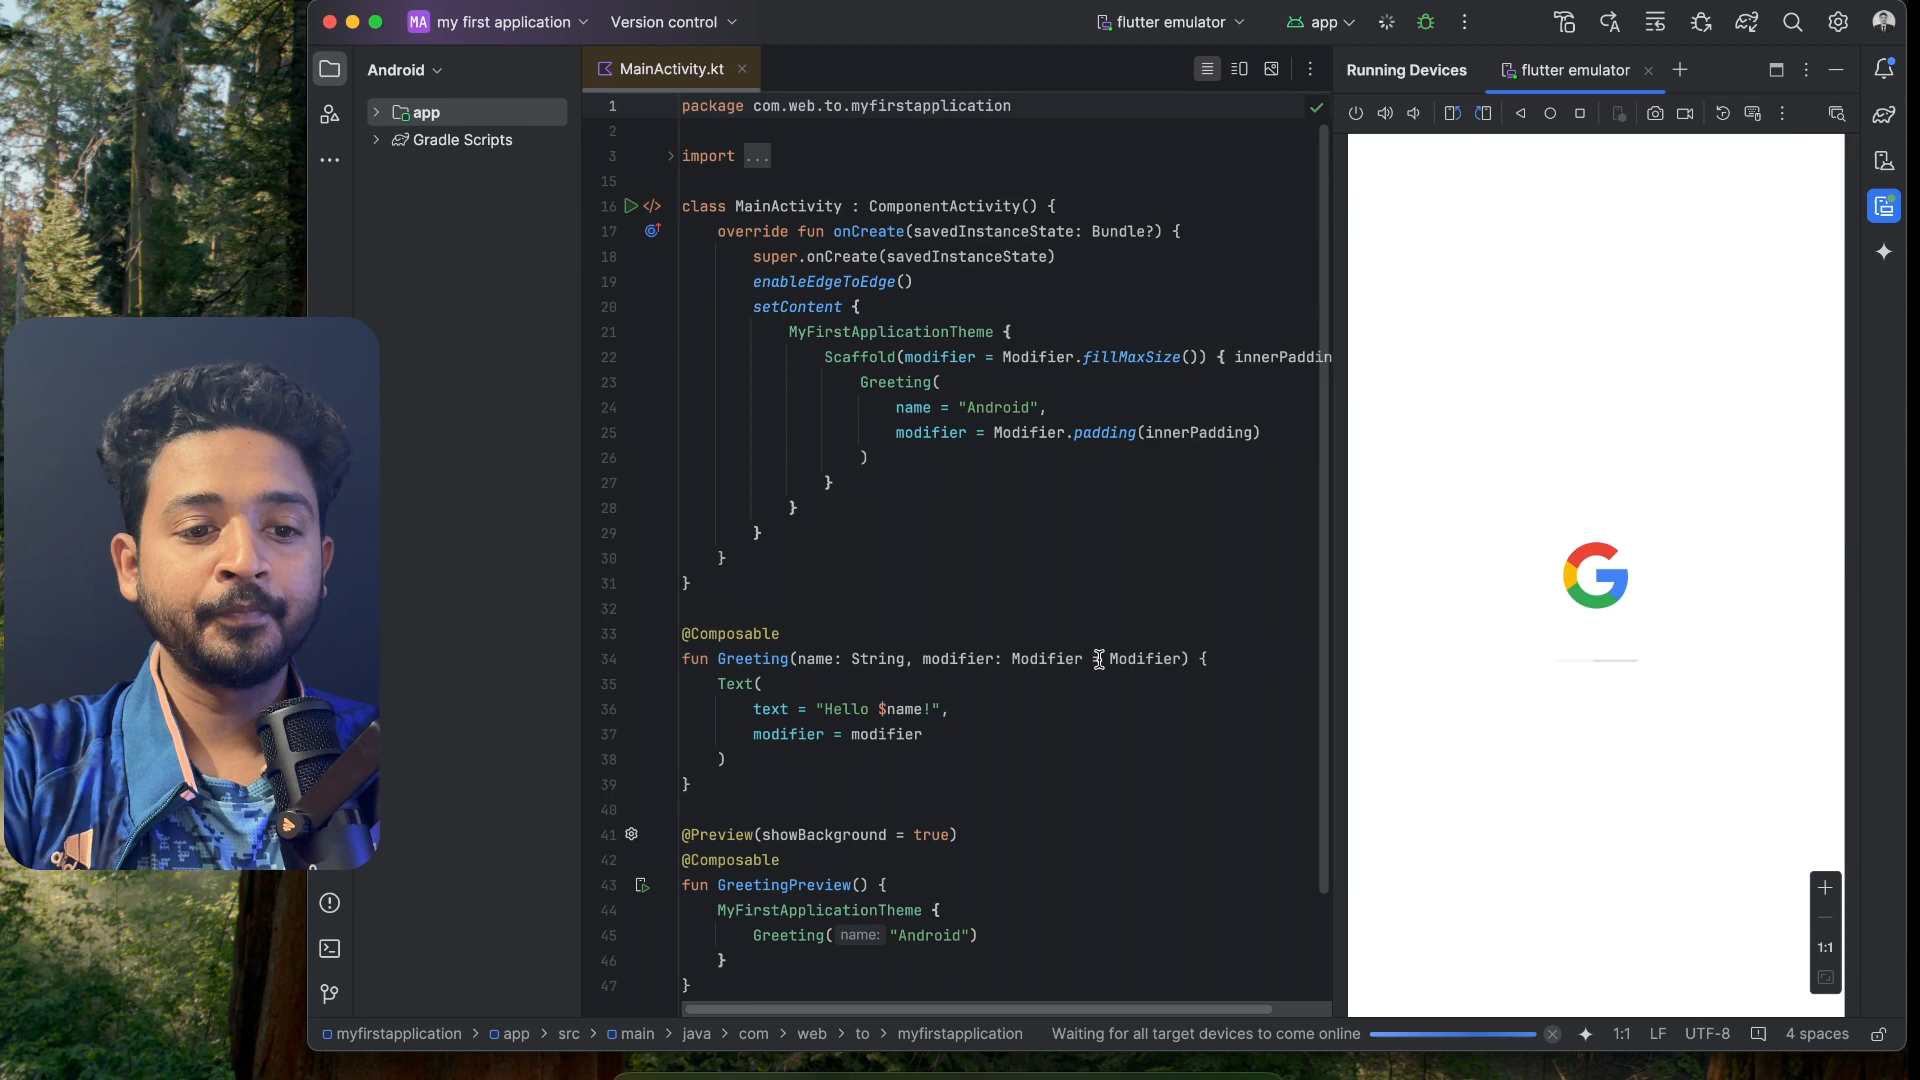 MA my first application Version control flutter emulator app
Android
MainActivity.kt
Running Devices flutter emulator
app
Gradle Scripts
1 package com.web.to.myfirstapplication
2
3 import ...
15
16 class MainActivity : ComponentActivity() {
17 override fun onCreate(savedInstanceState: Bundle?) {
18 super.onCreate(savedInstanceState)
19 enableEdgeToEdge()
20 setContent {
21 MyFirstApplicationTheme {
22 Scaffold(modifier = Modifier.fillMaxSize()) { innerPaddin
23 Greeting(
24 name = "Android",
25 modifier = Modifier.padding(innerPadding)
26 )
27 }
28 }
29 }
30 }
31 }
32
33 @Composable
34 fun Greeting(name: String, modifier: Modifier = Modifier) {
35 Text(
36 text = "Hello $name!",
37 modifier = modifier
38 )
39 }
40
41 @Preview(showBackground = true)
42 @Composable
43 fun GreetingPreview() {
44 MyFirstApplicationTheme {
45 Greeting( name: "Android")
46 }
47 }
G
1:1
myfirstapplication > app > src > main > java > com > web > to > myfirstapplication Waiting for all target devices to come online 1:1 LF UTF-8 4 spaces